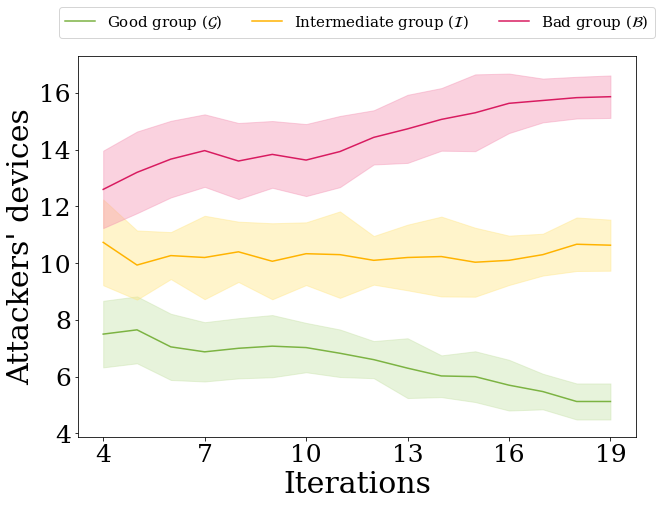 Good group (𝒢) Intermediate group (ℐ) Bad group (ℬ)
Attackers' devices
16
14
12
10
8
6
4
4 7 10 13 16 19
Iterations